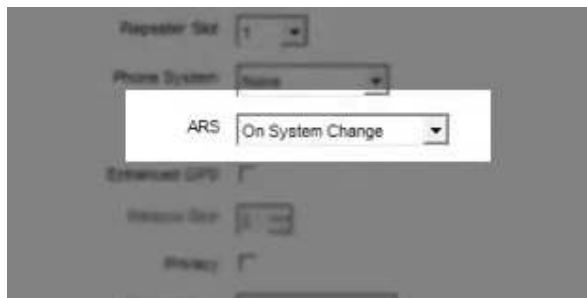 Repeater Slot 1
Phone System None
ARS On System Change
Enhanced GPS
Privacy